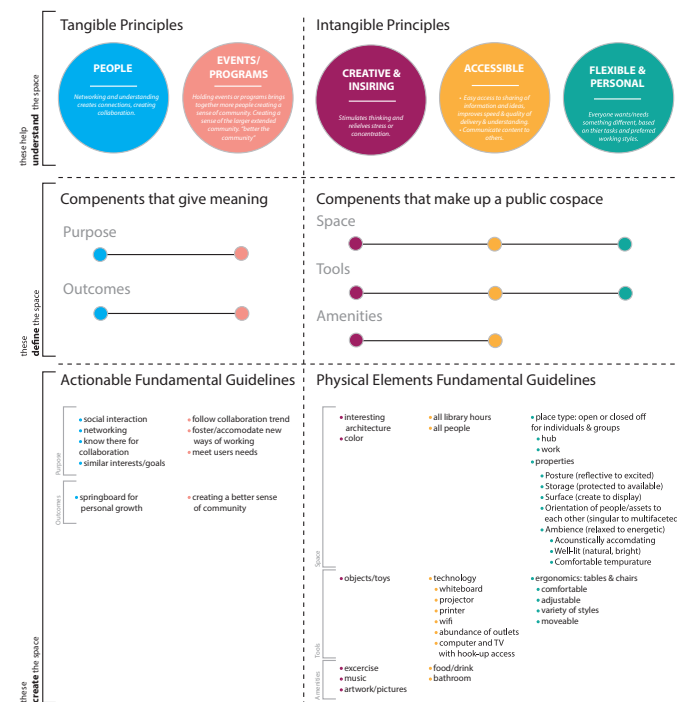 Tangible Principles
Intangible Principles
PEOPLE
Networking and understanding
creates connections, creating
collaboration.
EVENTS/
PROGRAMS
Holding events or programs brings
together more people creating a
sense of community. Creating a
sense of the larger extended
community. "better the
community"
CREATIVE &
INSIRING
Stimulates thinking and
relielves stress or
concentration.
ACCESSIBLE
• Easy access to sharing of
information and ideas,
improves speed & quality of
delivery & understanding.
• Communicate content to
others.
FLEXIBLE &
PERSONAL
Everyone wants/needs
something different, based
on thier tasks and preferred
working styles.
these help
understand the space
Compenents that give meaning
Purpose
Outcomes
Compenents that make up a public cospace
Space
Tools
Amenities
these
define the space
Actionable Fundamental Guidelines
Purpose
• social interaction
• networking
• know there for
collaboration
• similar interests/goals
• follow collaboration trend
• foster/accomodate new
ways of working
• meet users needs
Outcomes
• springboard for
personal growth
• creating a better sense
of community
Physical Elements Fundamental Guidelines
Space
• interesting
architecture
• color
• all library hours
• all people
• place type: open or closed off
for individuals & groups
• hub
• work
• properties
• Posture (reflective to excited)
• Storage (protected to available)
• Surface (create to display)
• Orientation of people/assets to
each other (singular to multifaceted
• Ambience (relaxed to energetic)
• Acounstically accomdating
• Well-lit (natural, bright)
• Comfortable tempurature
Tools
• objects/toys
• technology
• whiteboard
• projector
• printer
• wifi
• abundance of outlets
• computer and TV
with hook-up access
• ergonomics: tables & chairs
• comfortable
• adjustable
• variety of styles
• moveable
Amenities
• excercise
• music
• artwork/pictures
• food/drink
• bathroom
these
create the space